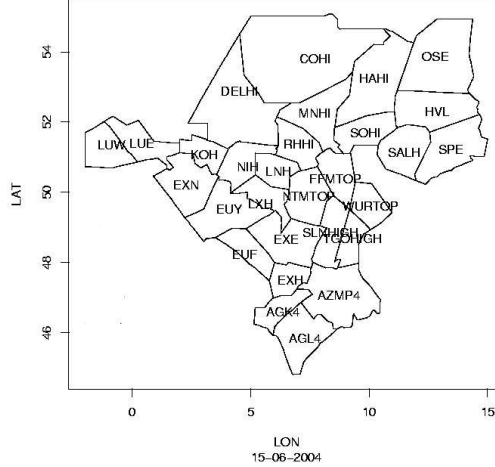 54
52
50
48
46
LAT
COHI
OSE
HAHI
DELHI
MNHI
HVL
SOHI
LUW LUE
KOH
RHHI
SALH SPE
NIH
LNH
FFMTOP
EXN
LXH
NTMTOP
WURTOP
EUY
EXE
EUF
EXH
AZMP4
AGK4
AGL4
0 5 10 15
LON
15-06-2004